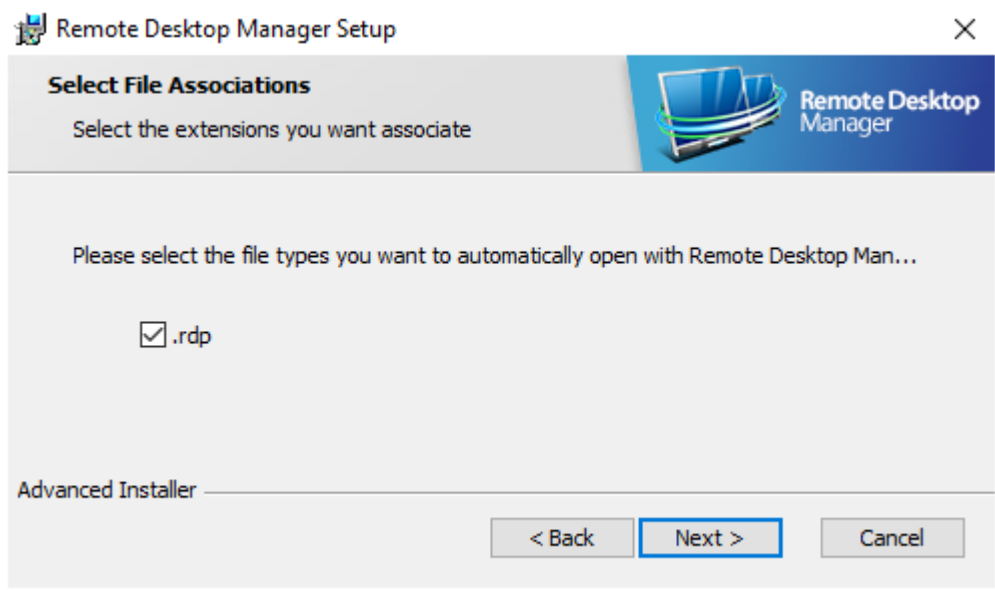 Remote Desktop Manager Setup
Select File Associations
Select the extensions you want associate
Remote Desktop
Manager
Please select the file types you want to automatically open with Remote Desktop Man...
.rdp
Advanced Installer
< Back
Next >
Cancel